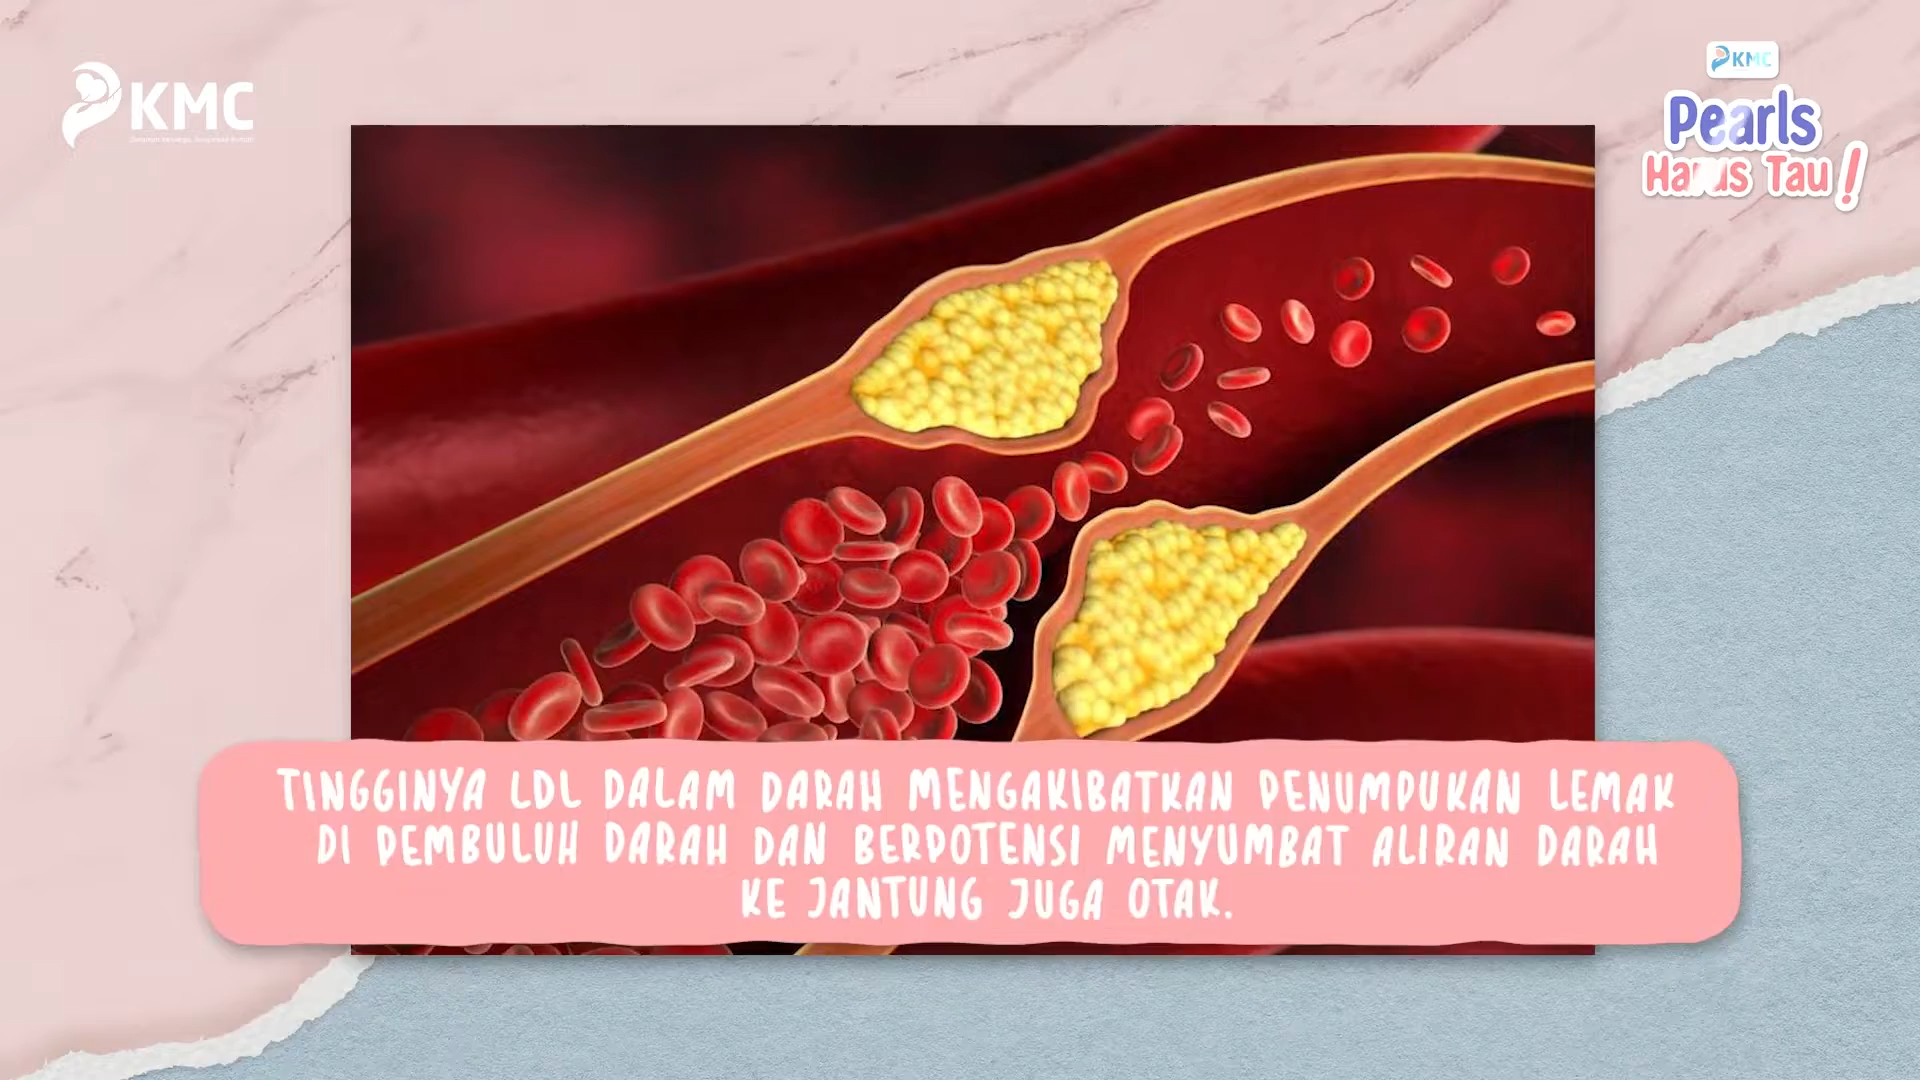 KMC
KMC
Pearls
Harus Tau!
TINGGINYA LDL DALAM DARAH MENGAKIBATKAN PENUMPUKAN LEMAK
DI PEMBULUH DARAH DAN BERPOTENSI MENYUMBAT ALIRAN DARAH
KE JANTUNG JUGA OTAK.